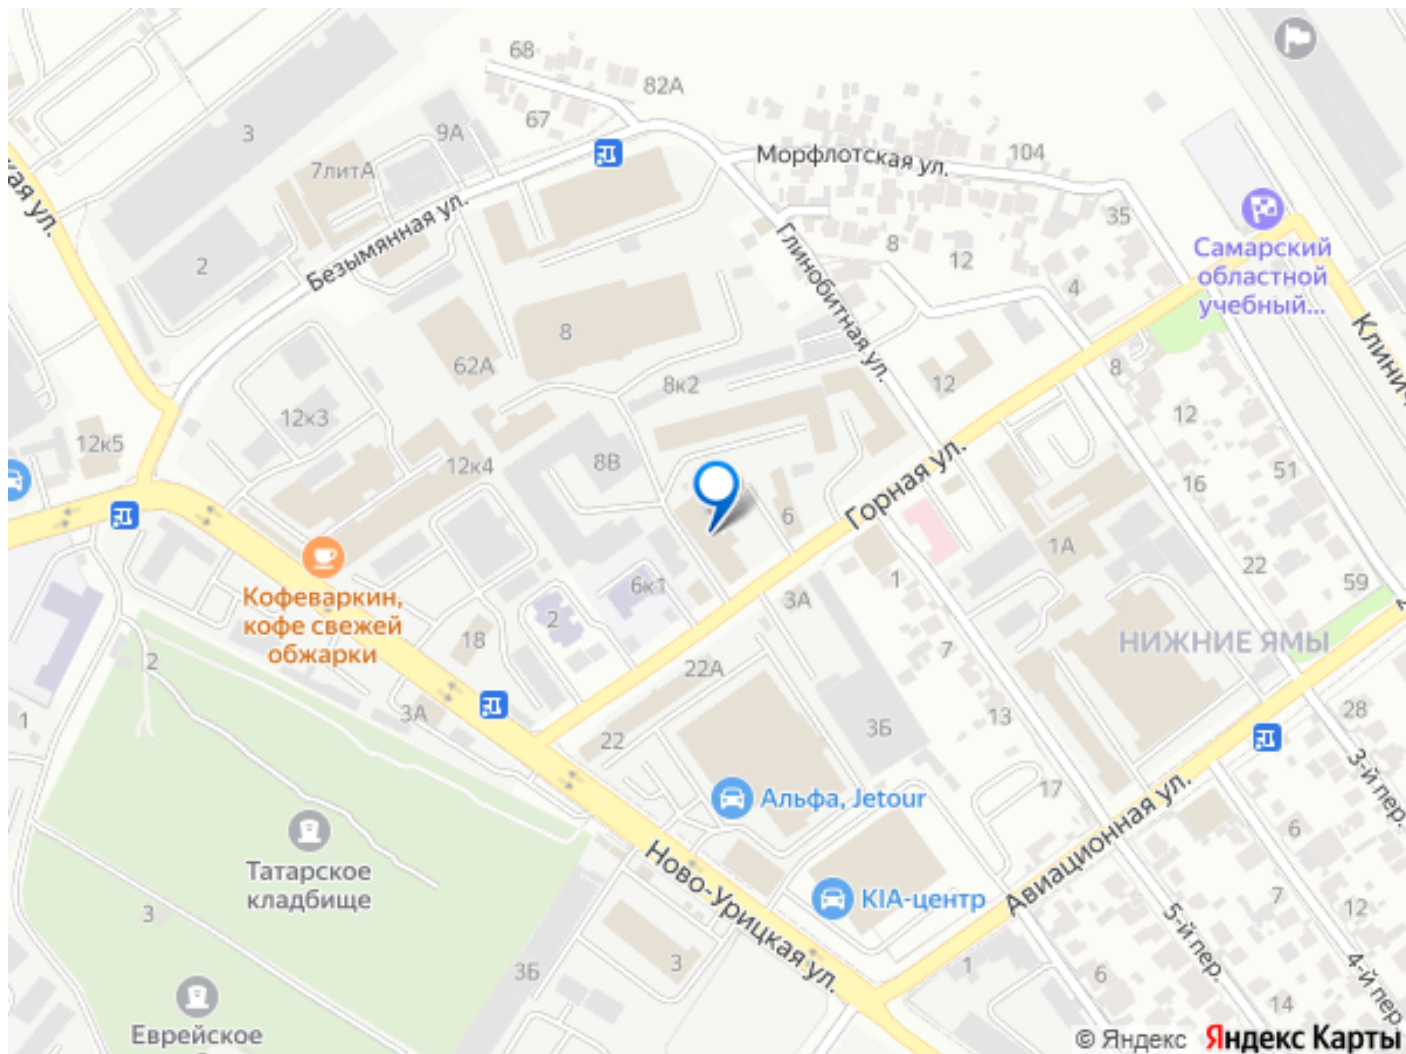 68
82А
67
9А
3
7литА
Морфлотская ул.
104
35
кая ул.
Безымянная ул.
2
Глинобитная ул.
8
12
4
Самарский
областной
учебный...
8
62А
8к2
12
8
12
12к3
12к5
12к4
8В
Горная ул.
51
16
6
1А
22
59
Кофеваркин,
кофе свежей
обжарки
6к1
1
3А
2
18
7
НИЖНИЕ ЯМЫ
2
22А
3А
13
28
1
22
3Б
3-й пер.
Альфа, Jetour
17
Авиационная ул.
6
Татарское
кладбище
Ново-Урицкая ул.
KIA-центр
7
12
3
5-й пер.
4-й пер
3Б
3
1
6
14
Еврейское
© Яндекс Яндекс Карты